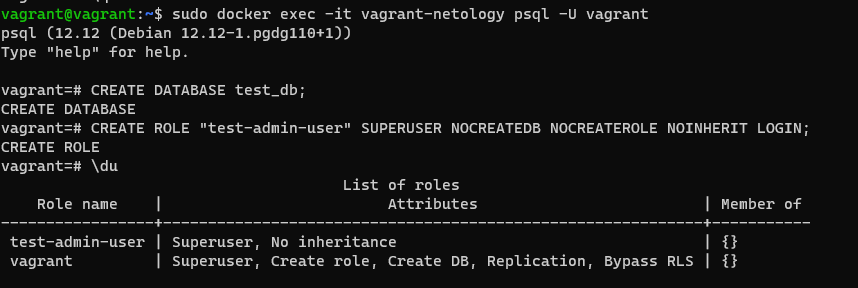 vagrant@vagrant:~$ sudo docker exec -it vagrant-netology psql -U vagrant
psql (12.12 (Debian 12.12-1.pgdg110+1))
Type "help" for help.

vagrant=# CREATE DATABASE test_db;
CREATE DATABASE
vagrant=# CREATE ROLE "test-admin-user" SUPERUSER NOCREATEDB NOCREATEROLE NOINHERIT LOGIN;
CREATE ROLE
vagrant=# \du
                                      List of roles
    Role name    |                         Attributes                         | Member of
-----------------+------------------------------------------------------------+-----------
 test-admin-user | Superuser, No inheritance                                  | {}
 vagrant         | Superuser, Create role, Create DB, Replication, Bypass RLS | {}